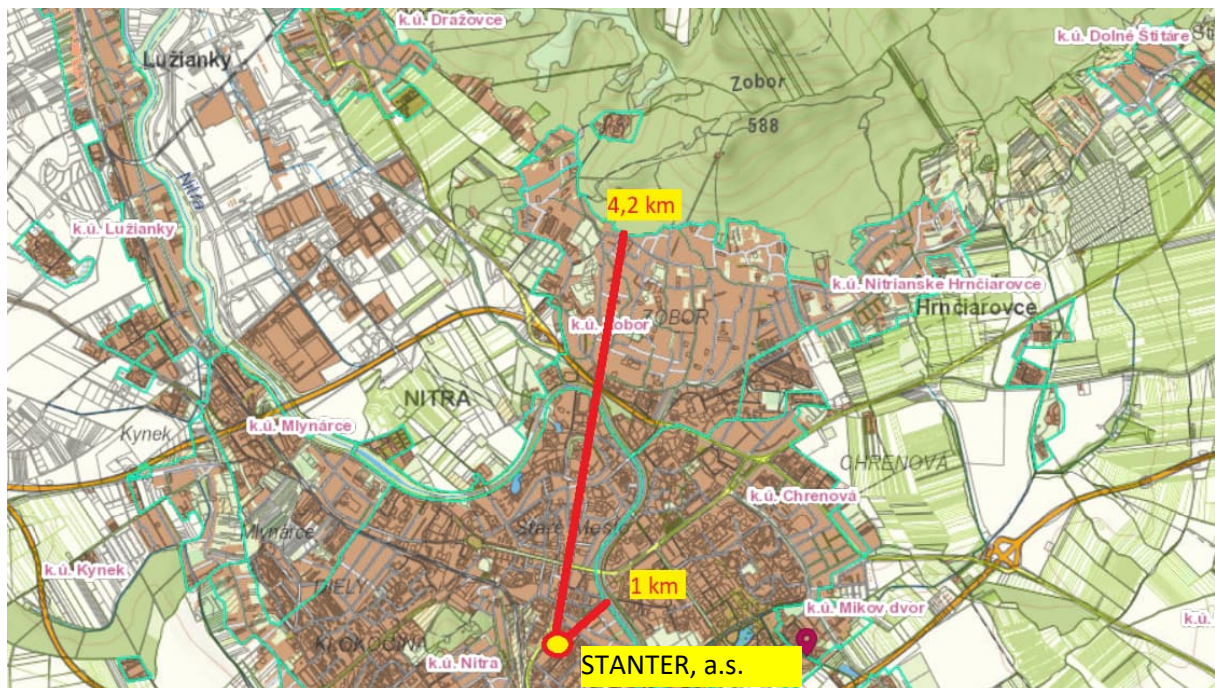 k.ú. Dražovce
k.ú. Dolné Štitáre
Lužianky
Zobor
588
Nitra
4,2 km
k.ú. Lužianky
k.ú. Nitrianske Hrnčiarovce
Hrnčiarovce
k.ú. Zobor
ZOBOR
NITRA
Kynek
k.ú. Mlynárce
CHRENOVÁ
k.ú. Chrenová
Mlynárce
Staré Mesto
k.ú. Kynek
1 km
k.ú. Mikov dvor
k.ú.
k.ú. Nitra
STANTER, a.s.